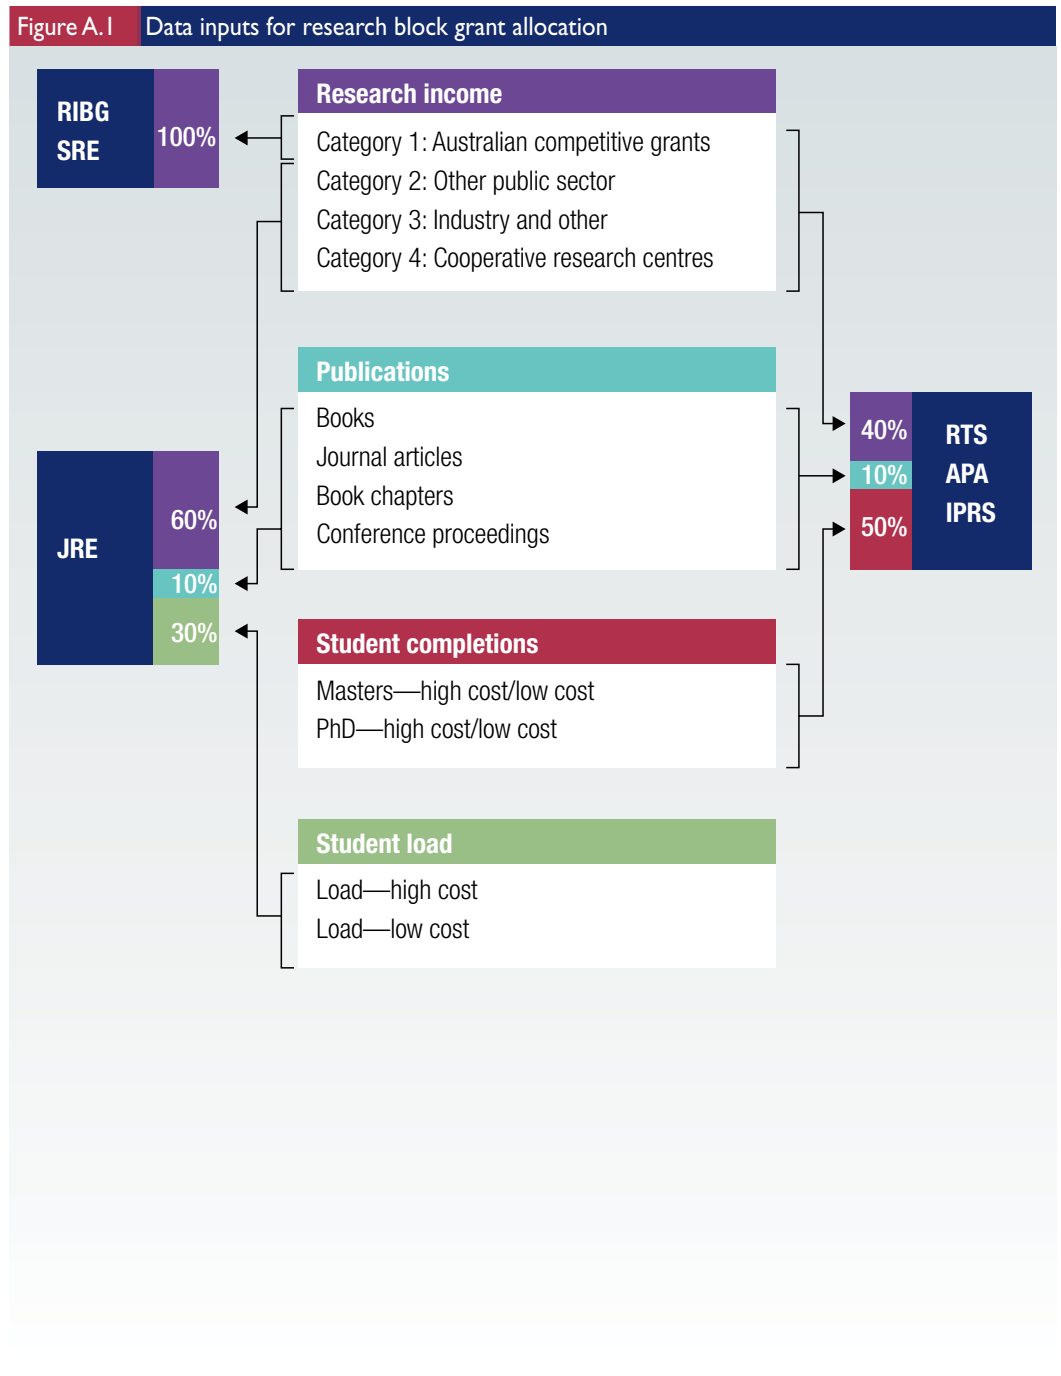 Figure A.1 Data inputs for research block grant allocation
RIBG
SRE
100%
Research income
Category 1: Australian competitive grants
Category 2: Other public sector
Category 3: Industry and other
Category 4: Cooperative research centres
Publications
Books
Journal articles
Book chapters
Conference proceedings
JRE
60%
10%
30%
40%
10%
50%
RTS
APA
IPRS
Student completions
Masters—high cost/low cost
PhD—high cost/low cost
Student load
Load—high cost
Load—low cost